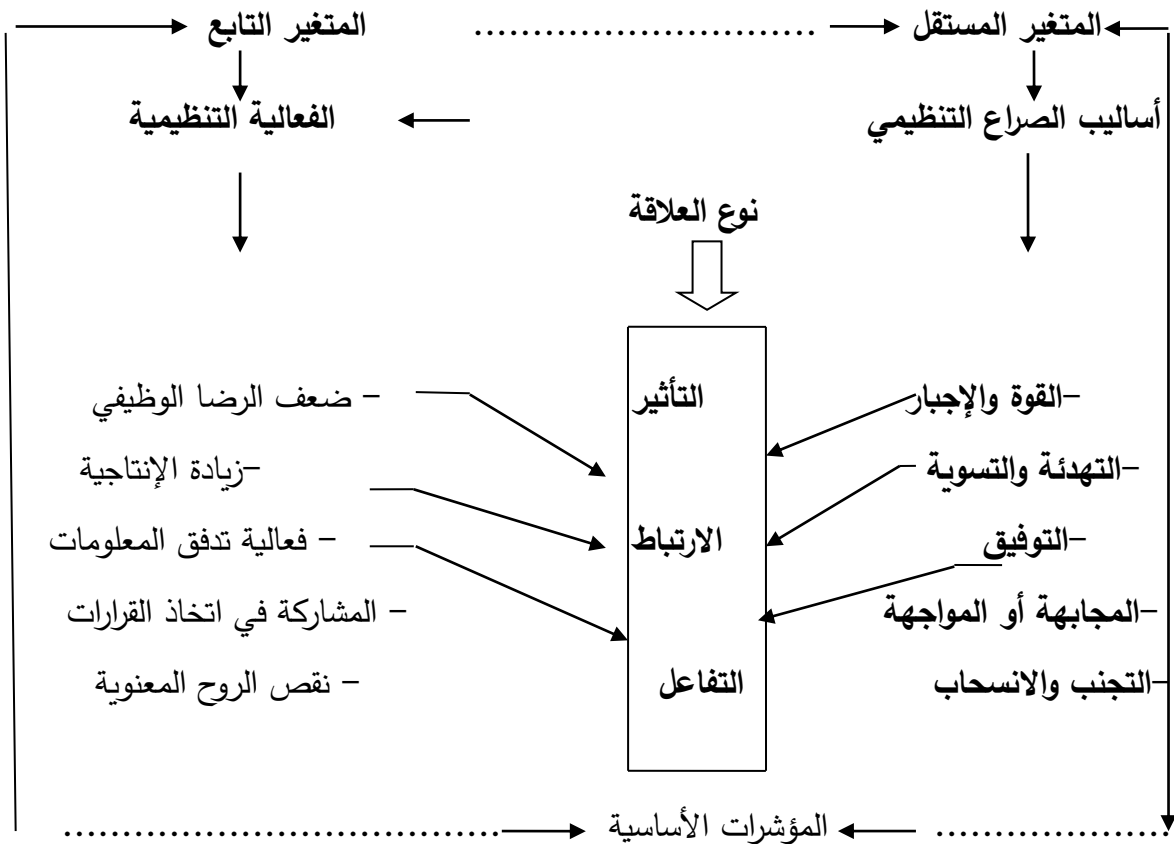 المتغير المستقل ........................... المتغير التابع
أساليب الصراع التنظيمي الفعالية التنظيمية
نوع العلاقة
-القوة والإجبار التأثير - ضعف الرضا الوظيفي
-التهدئة والتسوية -زيادة الإنتاجية
-التوفيق الارتباط - فعالية تدفق المعلومات
-المجابهة أو المواجهة - المشاركة في اتخاذ القرارات
-التجنب والانسحاب التفاعل - نقص الروح المعنوية
..................... المؤشرات الأساسية ..................................